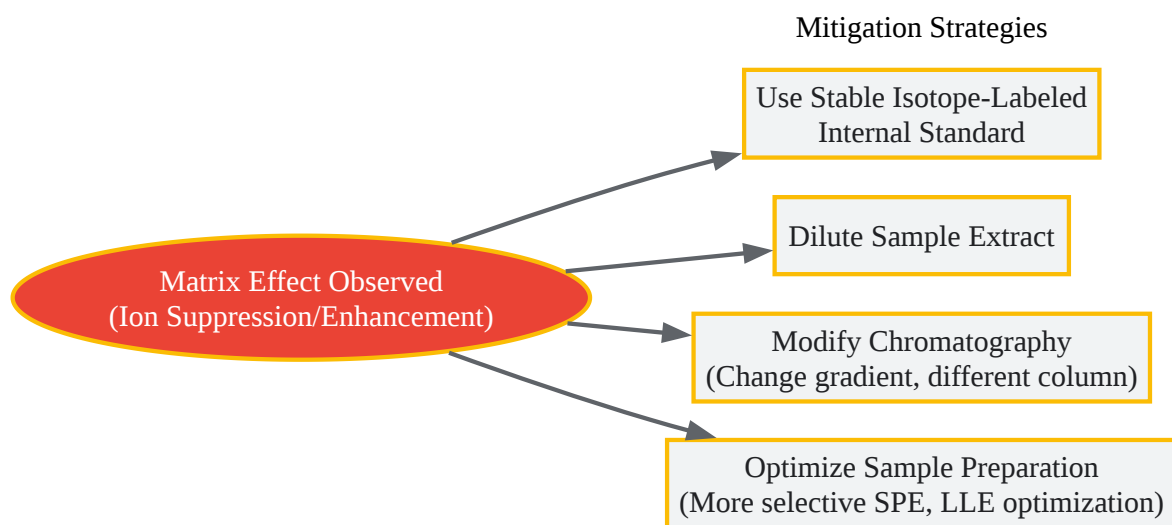 Mitigation Strategies
Use Stable Isotope-Labeled
Internal Standard
Dilute Sample Extract
Matrix Effect Observed
(Ion Suppression/Enhancement)
Modify Chromatography
(Change gradient, different column)
Optimize Sample Preparation
(More selective SPE, LLE optimization)